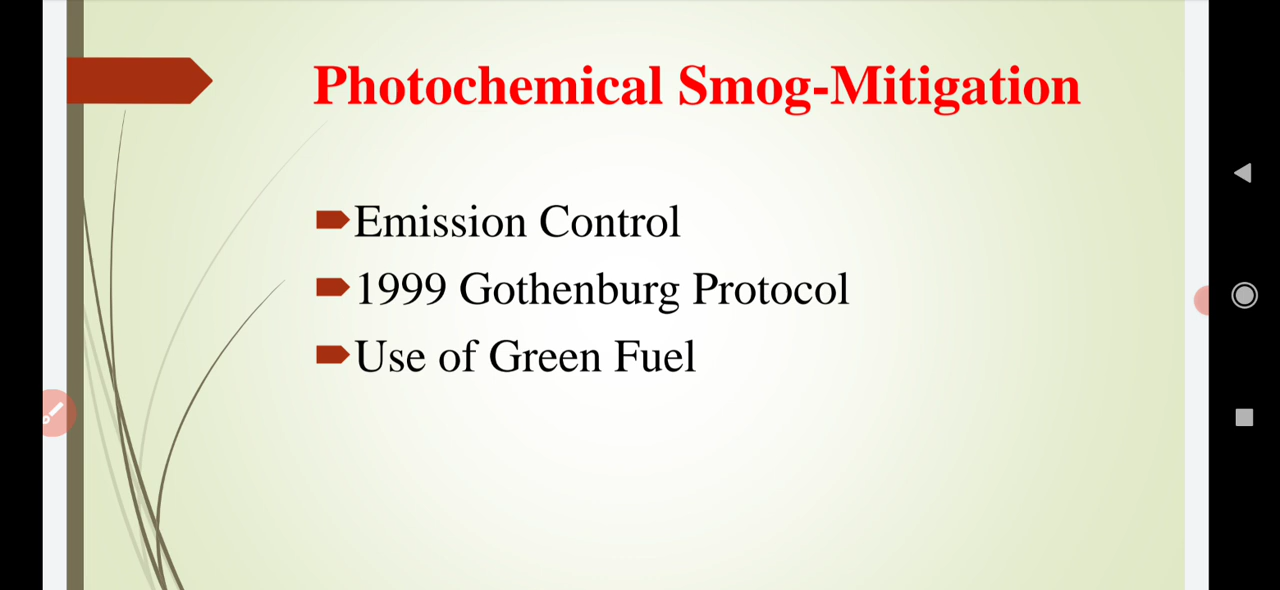 Photochemical Smog-Mitigation
Emission Control
1999 Gothenburg Protocol
Use of Green Fuel